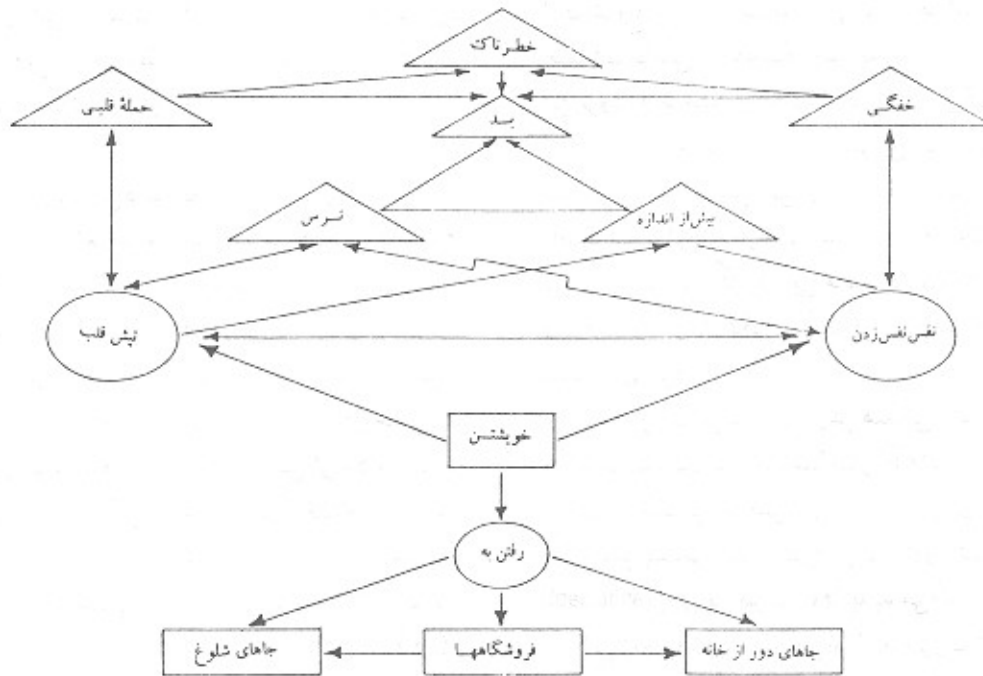 خطرناک
خفگی
حملهٔ قلبی
بد
بیش از اندازه
ترس
نفس نفس زدن
تپش قلب
خویشتن
رفتن به
جاهای دور از خانه
فروشگاهها
جاهای شلوغ